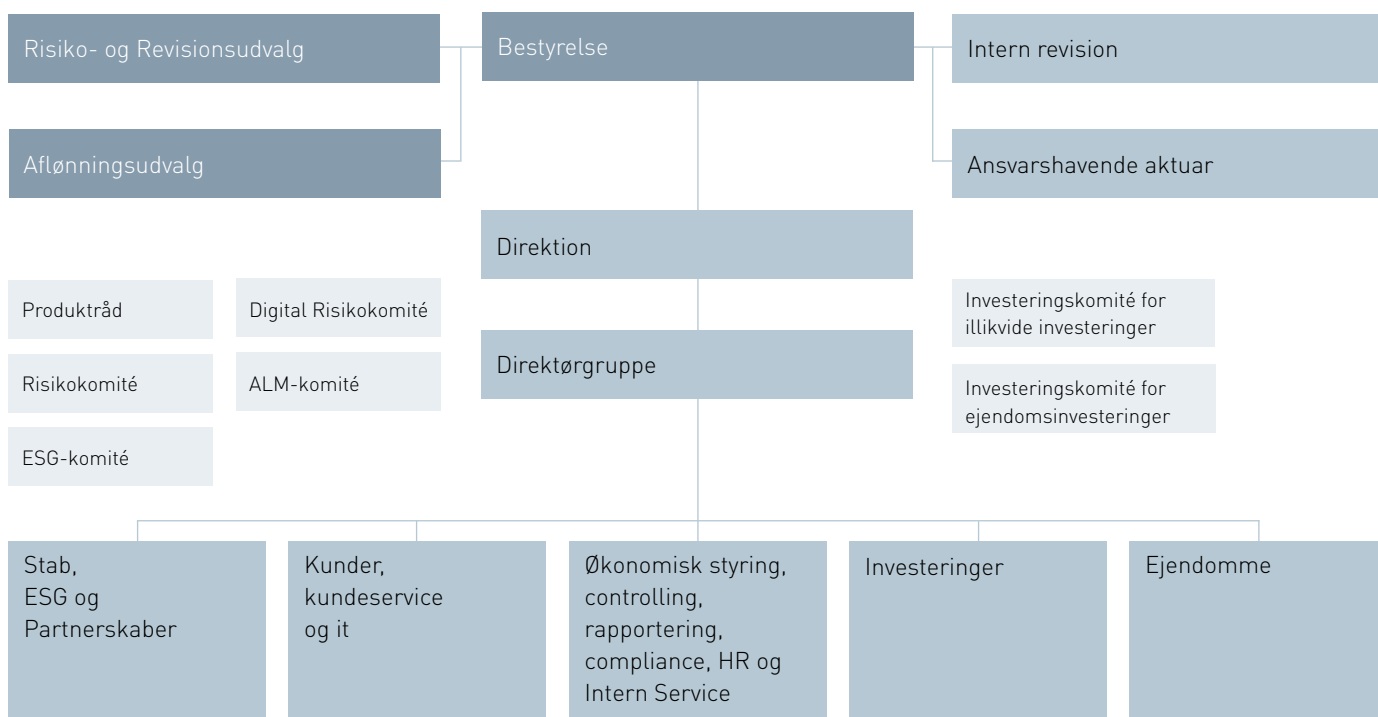 Risiko- og Revisionsudvalg
Bestyrelse
Intern revision
Aflønningsudvalg
Ansvarshavende aktuar
Direktion
Produktråd
Digital Risikokomité
Investeringskomité for
illikvide investeringer
Direktørgruppe
Risikokomité
ALM-komité
Investeringskomité for
ejendomsinvesteringer
ESG-komité
Stab,
ESG og
Partnerskaber
Kunder,
kundeservice
og it
Økonomisk styring,
controlling,
rapportering,
compliance, HR og
Intern Service
Investeringer
Ejendomme